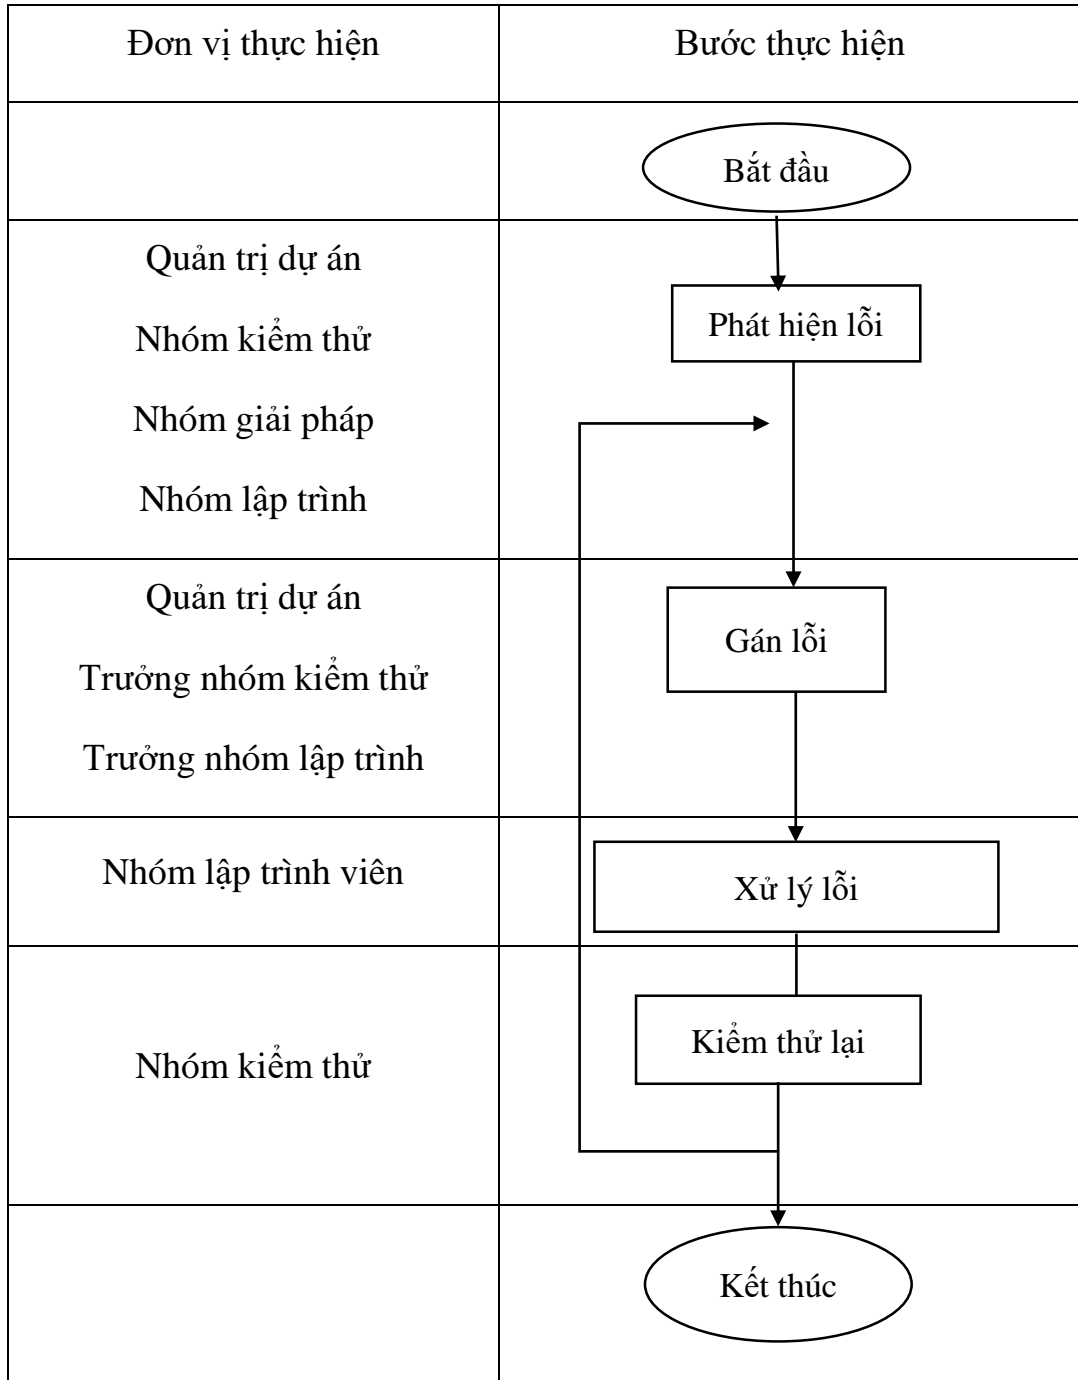 Đơn vị thực hiện
Bước thực hiện
Bắt đầu
Quản trị dự án
Nhóm kiểm thử
Nhóm giải pháp
Nhóm lập trình
Phát hiện lỗi
Quản trị dự án
Trưởng nhóm kiểm thử
Trưởng nhóm lập trình
Gán lỗi
Nhóm lập trình viên
Xử lý lỗi
Nhóm kiểm thử
Kiểm thử lại
Kết thúc